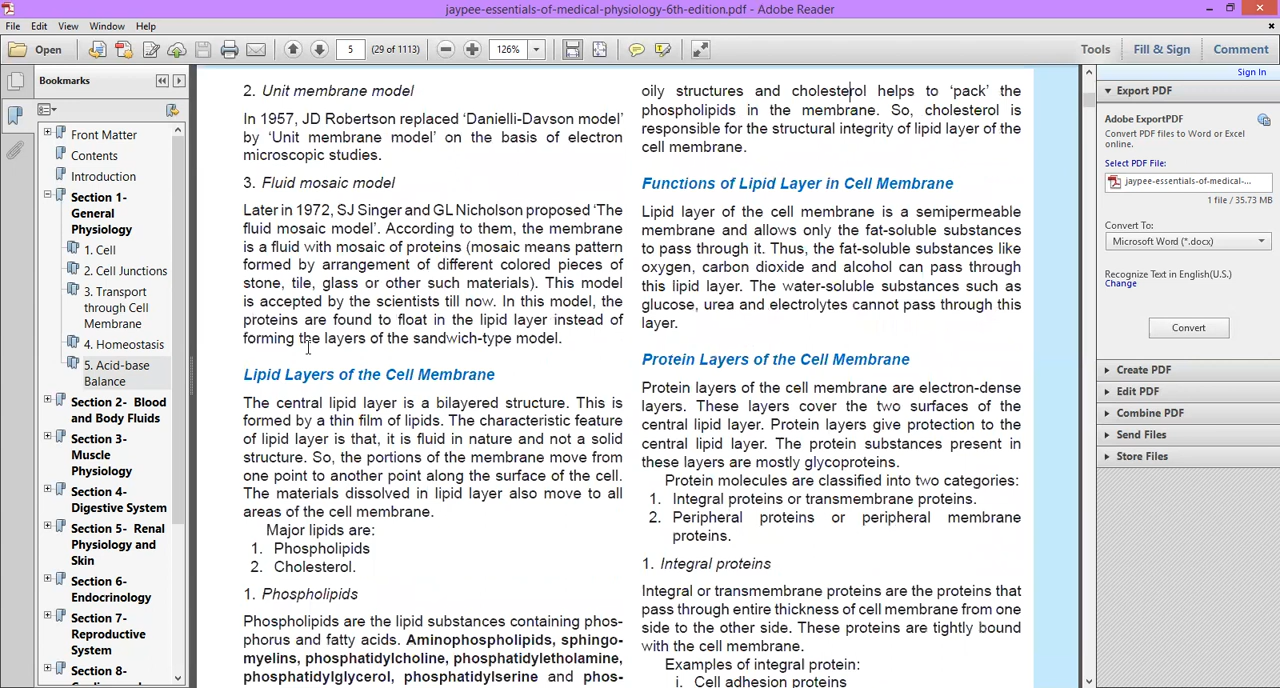 jaypee-essentials-of-medical-physiology-6th-edition.pdf - Adobe Reader
File Edit View Window Help
Open 5 (29 of 1113) 126% Tools Fill & Sign Comment
Bookmarks
Front Matter
Contents
Introduction
Section 1-
General
Physiology
1. Cell
2. Cell Junctions
3. Transport
through Cell
Membrane
4. Homeostasis
5. Acid-base
Balance
Section 2- Blood
and Body Fluids
Section 3-
Muscle
Physiology
Section 4-
Digestive System
Section 5- Renal
Physiology and
Skin
Section 6-
Endocrinology
Section 7-
Reproductive
System
Section 8-
2. Unit membrane model
In 1957, JD Robertson replaced ‘Danielli-Davson model’
by ‘Unit membrane model’ on the basis of electron
microscopic studies.
3. Fluid mosaic model
Later in 1972, SJ Singer and GL Nicholson proposed ‘The
fluid mosaic model’. According to them, the membrane
is a fluid with mosaic of proteins (mosaic means pattern
formed by arrangement of different colored pieces of
stone, tile, glass or other such materials). This model
is accepted by the scientists till now. In this model, the
proteins are found to float in the lipid layer instead of
forming the layers of the sandwich-type model.
Lipid Layers of the Cell Membrane
The central lipid layer is a bilayered structure. This is
formed by a thin film of lipids. The characteristic feature
of lipid layer is that, it is fluid in nature and not a solid
structure. So, the portions of the membrane move from
one point to another point along the surface of the cell.
The materials dissolved in lipid layer also move to all
areas of the cell membrane.
Major lipids are:
1. Phospholipids
2. Cholesterol.
1. Phospholipids
Phospholipids are the lipid substances containing phos-
phorus and fatty acids. Aminophospholipids, sphingo-
myelins, phosphatidylcholine, phosphatidyletholamine,
phosphatidylglycerol, phosphatidylserine and phos-
oily structures and cholesterol helps to ‘pack’ the
phospholipids in the membrane. So, cholesterol is
responsible for the structural integrity of lipid layer of the
cell membrane.
Functions of Lipid Layer in Cell Membrane
Lipid layer of the cell membrane is a semipermeable
membrane and allows only the fat-soluble substances
to pass through it. Thus, the fat-soluble substances like
oxygen, carbon dioxide and alcohol can pass through
this lipid layer. The water-soluble substances such as
glucose, urea and electrolytes cannot pass through this
layer.
Protein Layers of the Cell Membrane
Protein layers of the cell membrane are electron-dense
layers. These layers cover the two surfaces of the
central lipid layer. Protein layers give protection to the
central lipid layer. The protein substances present in
these layers are mostly glycoproteins.
Protein molecules are classified into two categories:
1. Integral proteins or transmembrane proteins.
2. Peripheral proteins or peripheral membrane
proteins.
1. Integral proteins
Integral or transmembrane proteins are the proteins that
pass through entire thickness of cell membrane from one
side to the other side. These proteins are tightly bound
with the cell membrane.
Examples of integral protein:
i. Cell adhesion proteins
Sign In
Export PDF
Adobe ExportPDF
Convert PDF files to Word or Excel
online.
Select PDF File:
jaypee-essentials-of-medical-...
1 file / 35.73 MB
Convert To:
Microsoft Word (*.docx)
Recognize Text in English(U.S.)
Change
Convert
Create PDF
Edit PDF
Combine PDF
Send Files
Store Files